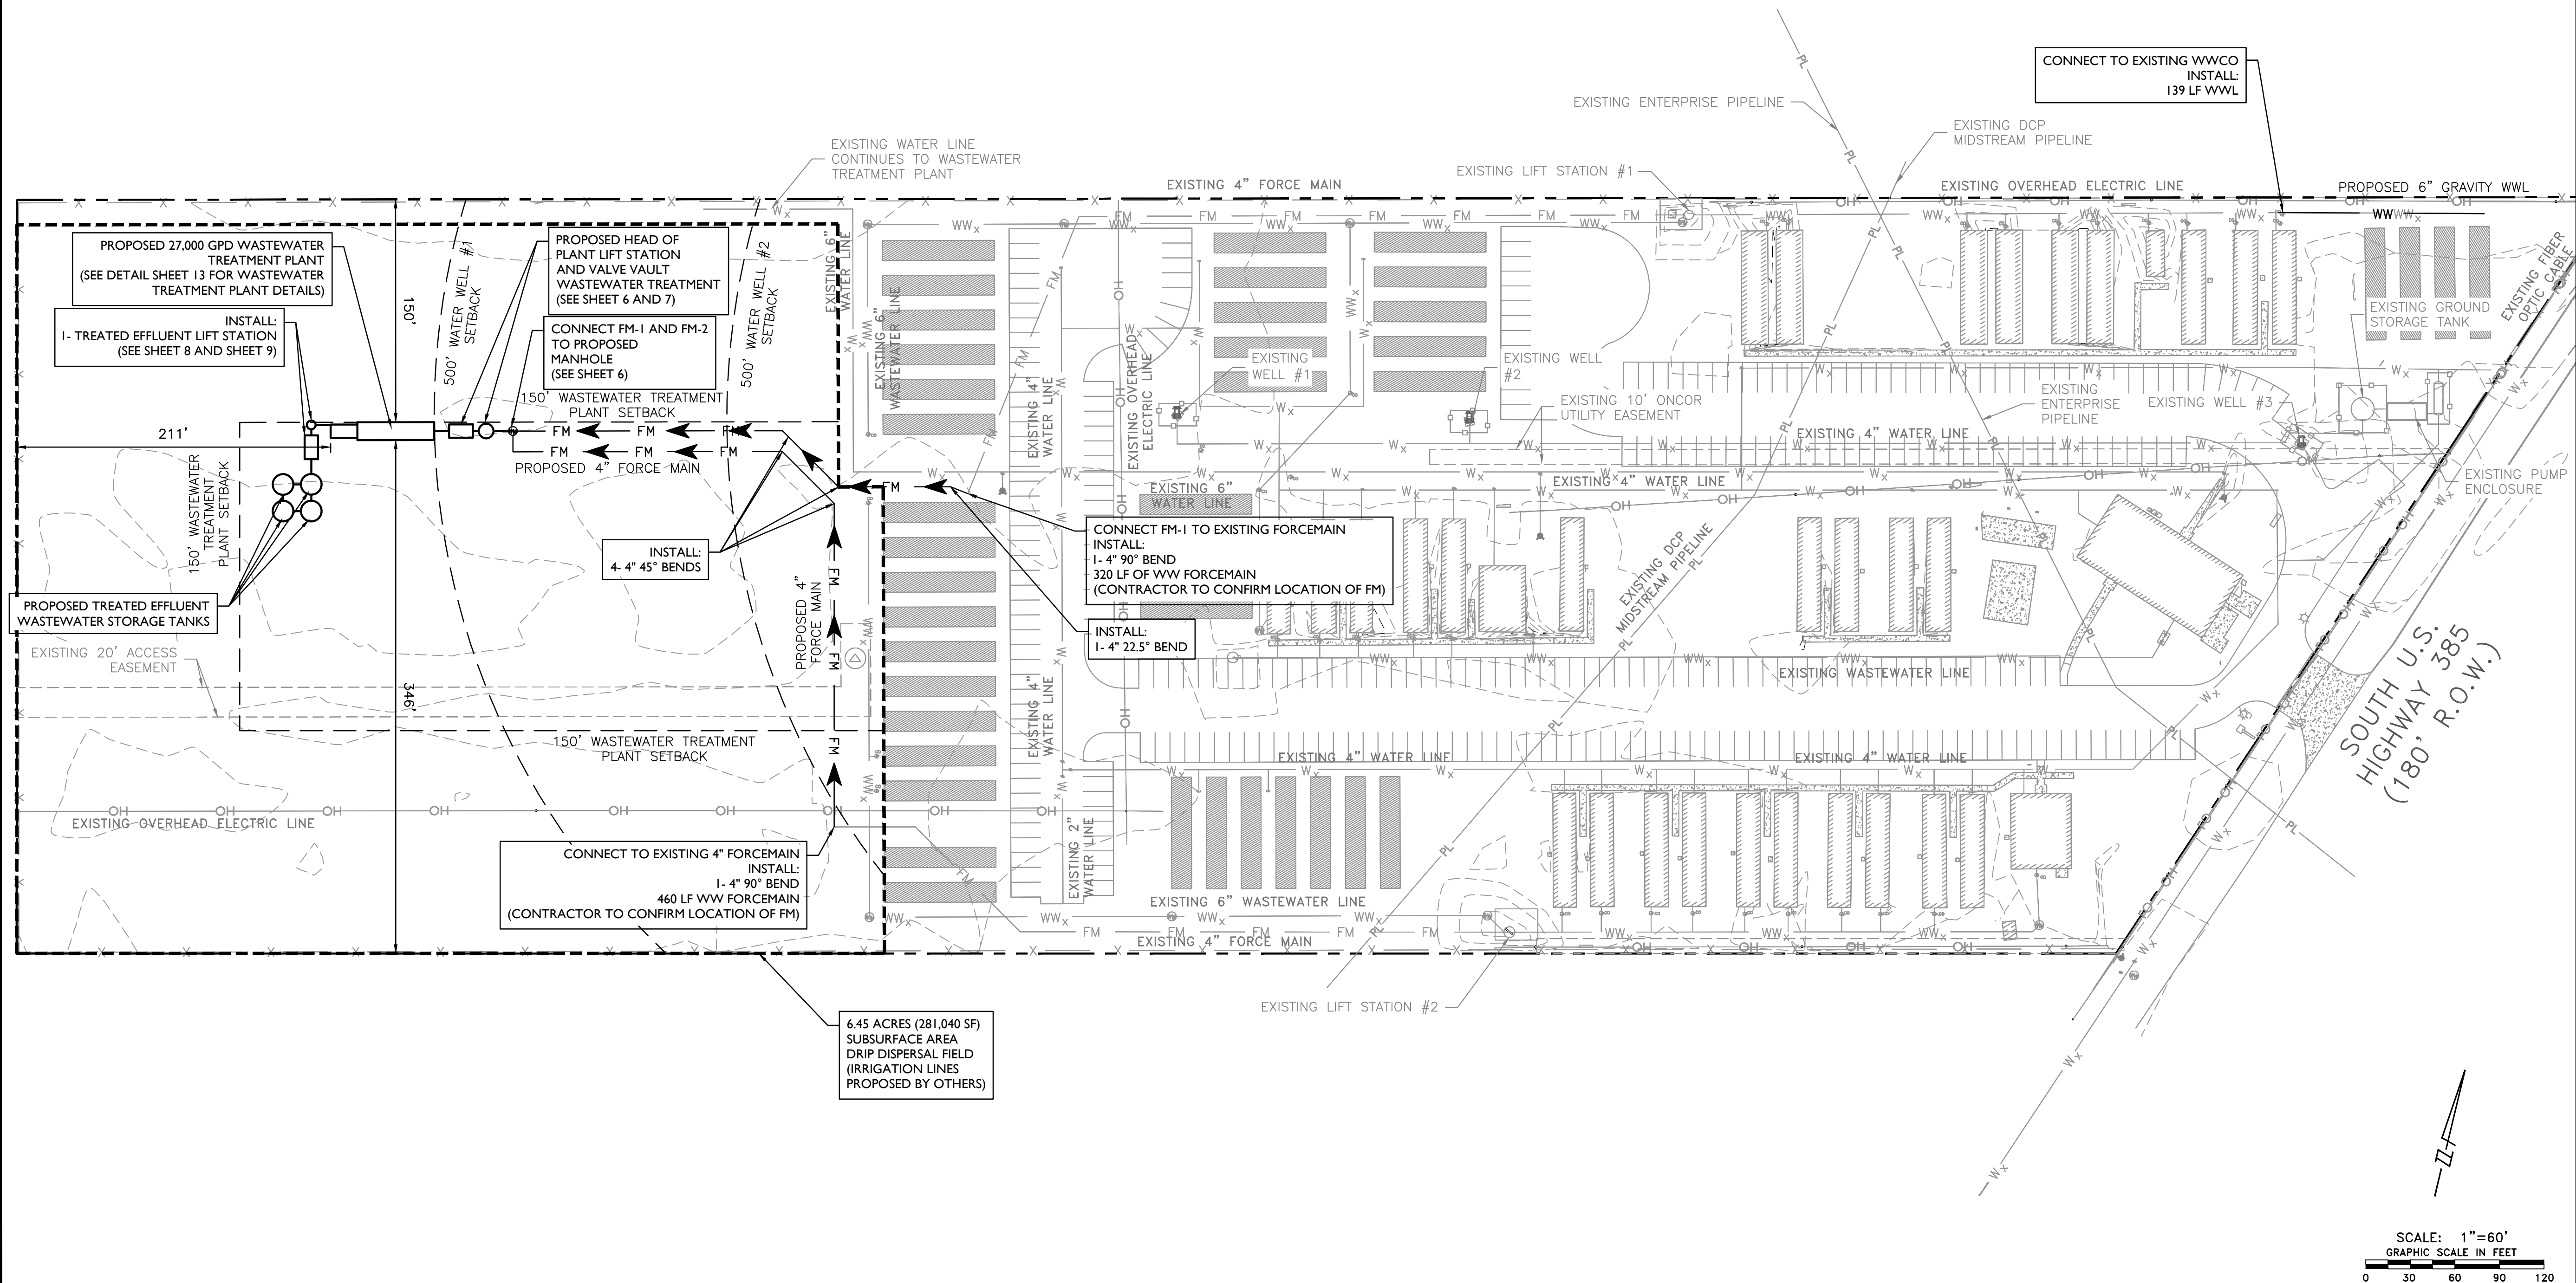 CONNECT TO EXISTING WWCO
INSTALL:
139 LF WWL
EXISTING ENTERPRISE PIPELINE
EXISTING DCP
MIDSTREAM PIPELINE
EXISTING WATER LINE
CONTINUES TO WASTEWATER
TREATMENT PLANT
EXISTING LIFT STATION #1
EXISTING 4" FORCE MAIN
EXISTING OVERHEAD ELECTRIC LINE
PROPOSED 6" GRAVITY WWL
PROPOSED 27,000 GPD WASTEWATER
TREATMENT PLANT
(SEE DETAIL SHEET 13 FOR WASTEWATER
TREATMENT PLANT DETAILS)
INSTALL:
1- TREATED EFFLUENT LIFT STATION
(SEE SHEET 8 AND SHEET 9)
150'
500' WATER WELL #1
SETBACK
PROPOSED HEAD OF
PLANT LIFT STATION
AND VALVE VAULT
WASTEWATER TREATMENT
(SEE SHEET 6 AND 7)
CONNECT FM-1 AND FM-2
TO PROPOSED
MANHOLE
(SEE SHEET 6)
500' WATER WELL #2
SETBACK
EXISTING 6"
WATER LINE
EXISTING 6"
WASTEWATER LINE
150' WASTEWATER TREATMENT
PLANT SETBACK
211'
FM FM FM
FM FM FM
PROPOSED 4" FORCE MAIN
150' WASTEWATER
TREATMENT
PLANT SETBACK
EXISTING 4"
WATER LINE
EXISTING OVERHEAD
ELECTRIC LINE
EXISTING
WELL #1
EXISTING WELL
#2
EXISTING 10' ONCOR
UTILITY EASEMENT
EXISTING
ENTERPRISE
PIPELINE
EXISTING WELL #3
EXISTING GROUND
STORAGE TANK
EXISTING FIBER
OPTIC CABLE
EXISTING PUMP
ENCLOSURE
EXISTING 4" WATER LINE
EXISTING 4" WATER LINE
EXISTING 6"
WATER LINE
FM
CONNECT FM-1 TO EXISTING FORCEMAIN
INSTALL:
1- 4" 90° BEND
320 LF OF WW FORCEMAIN
(CONTRACTOR TO CONFIRM LOCATION OF FM)
INSTALL:
1- 4" 22.5° BEND
INSTALL:
4- 4" 45° BENDS
PROPOSED 4"
FORCE MAIN
EXISTING DCP
MIDSTREAM PIPELINE
PROPOSED TREATED EFFLUENT
WASTEWATER STORAGE TANKS
EXISTING 20' ACCESS
EASEMENT
346'
150' WASTEWATER TREATMENT
PLANT SETBACK
EXISTING 4"
WATER LINE
EXISTING WASTEWATER LINE
EXISTING 4" WATER LINE
EXISTING 4" WATER LINE
SOUTH U.S.
HIGHWAY 385
(180' R.O.W.)
EXISTING OVERHEAD ELECTRIC LINE
EXISTING 2"
WATER LINE
CONNECT TO EXISTING 4" FORCEMAIN
INSTALL:
1- 4" 90° BEND
460 LF WW FORCEMAIN
(CONTRACTOR TO CONFIRM LOCATION OF FM)
EXISTING 6" WASTEWATER LINE
EXISTING 4" FORCE MAIN
EXISTING LIFT STATION #2
6.45 ACRES (281,040 SF)
SUBSURFACE AREA
DRIP DISPERSAL FIELD
(IRRIGATION LINES
PROPOSED BY OTHERS)
SCALE: 1"=60'
GRAPHIC SCALE IN FEET
0 30 60 90 120